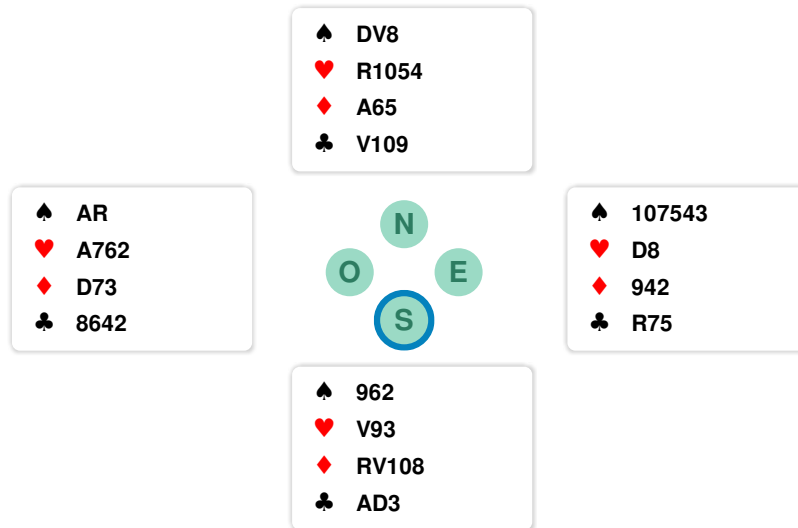 ♠ DV8
♥ R1054
♦ A65
♣ V109
♠ AR
♥ A762
♦ D73
♣ 8642
N
O E
S
♠ 107543
♥ D8
♦ 942
♣ R75
♠ 962
♥ V93
♦ RV108
♣ AD3